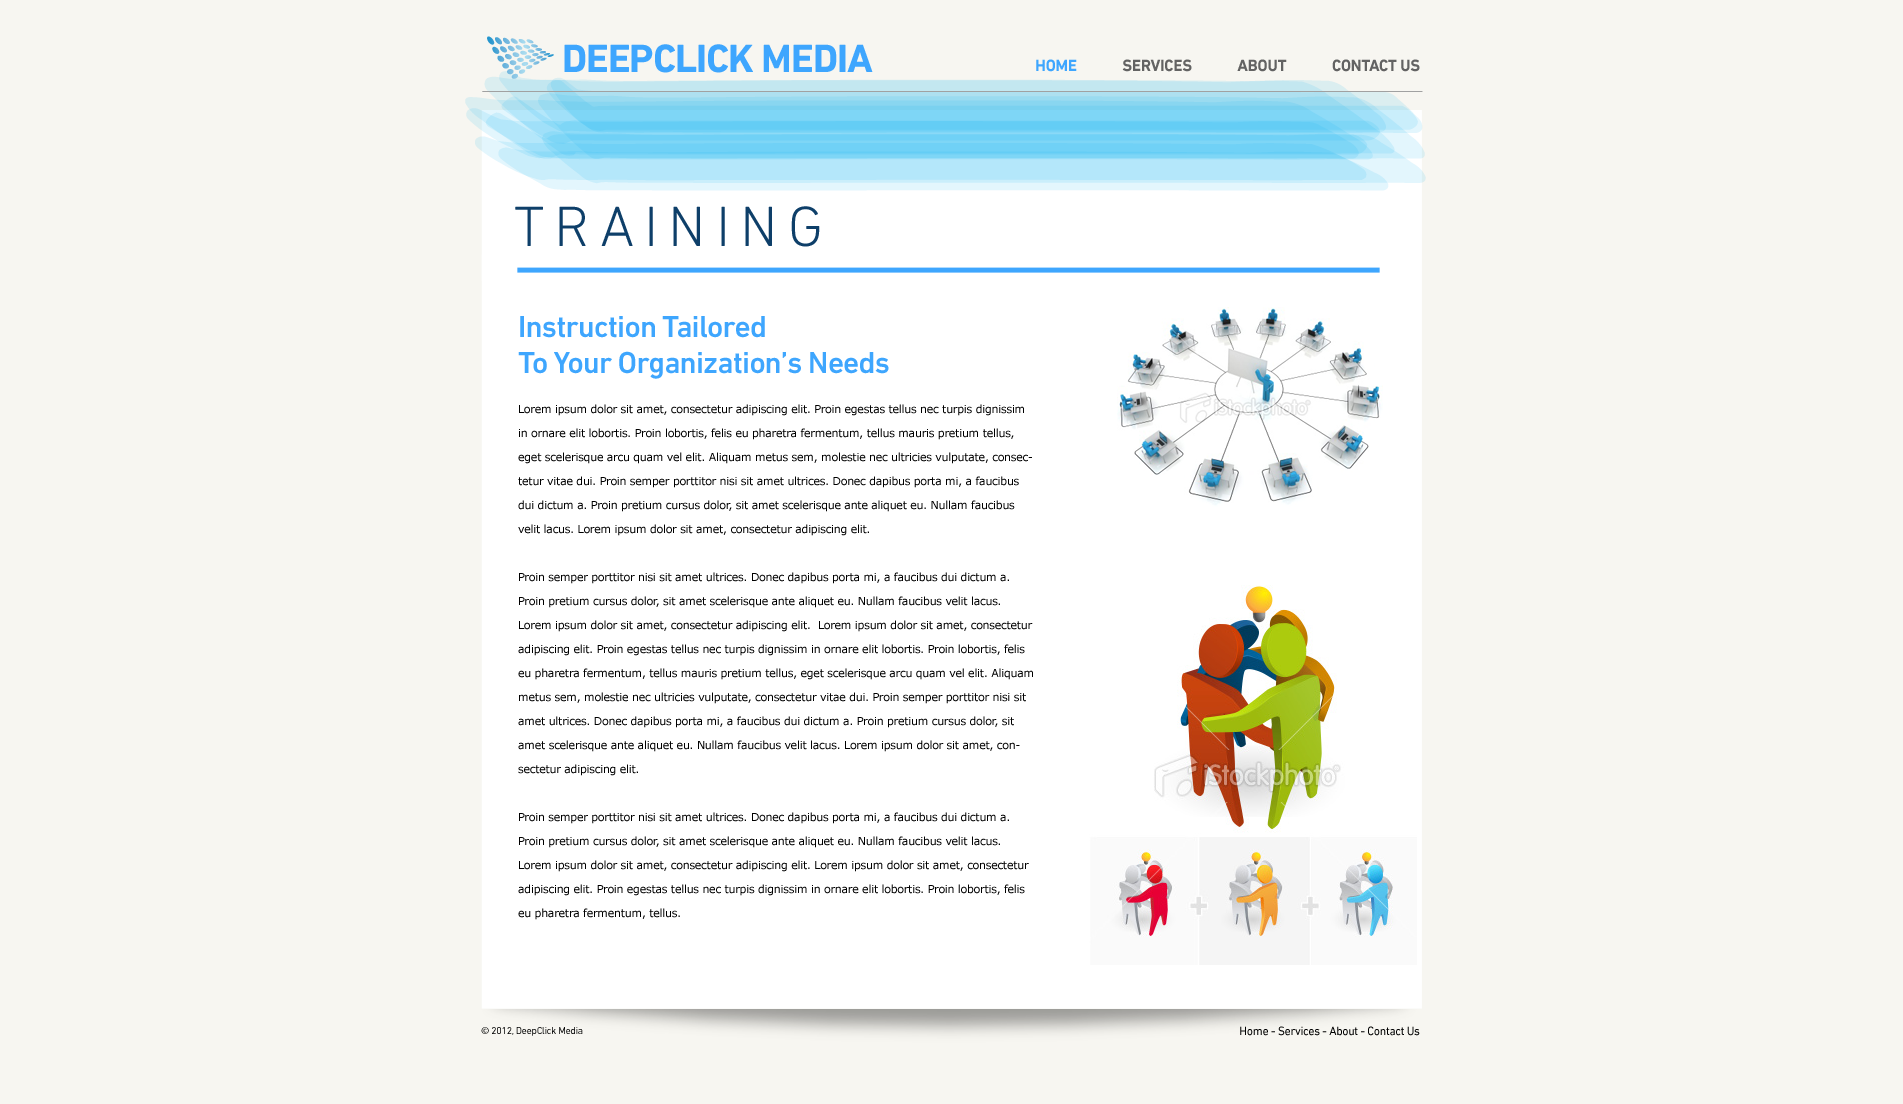 DEEPCLICK MEDIA
HOME SERVICES ABOUT CONTACT US
TRAINING
Instruction Tailored
To Your Organization’s Needs
Lorem ipsum dolor sit amet, consectetur adipiscing elit. Proin egestas tellus nec turpis dignissim
in ornare elit lobortis. Proin lobortis, felis eu pharetra fermentum, tellus mauris pretium tellus,
eget scelerisque arcu quam vel elit. Aliquam metus sem, molestie nec ultricies vulputate, consec-
tetur vitae dui. Proin semper porttitor nisi sit amet ultrices. Donec dapibus porta mi, a faucibus
dui dictum a. Proin pretium cursus dolor, sit amet scelerisque ante aliquet eu. Nullam faucibus
velit lacus. Lorem ipsum dolor sit amet, consectetur adipiscing elit.
Proin semper porttitor nisi sit amet ultrices. Donec dapibus porta mi, a faucibus dui dictum a.
Proin pretium cursus dolor, sit amet scelerisque ante aliquet eu. Nullam faucibus velit lacus.
Lorem ipsum dolor sit amet, consectetur adipiscing elit.  Lorem ipsum dolor sit amet, consectetur
adipiscing elit. Proin egestas tellus nec turpis dignissim in ornare elit lobortis. Proin lobortis, felis
eu pharetra fermentum, tellus mauris pretium tellus, eget scelerisque arcu quam vel elit. Aliquam
metus sem, molestie nec ultricies vulputate, consectetur vitae dui. Proin semper porttitor nisi sit
amet ultrices. Donec dapibus porta mi, a faucibus dui dictum a. Proin pretium cursus dolor, sit
amet scelerisque ante aliquet eu. Nullam faucibus velit lacus. Lorem ipsum dolor sit amet, con-
sectetur adipiscing elit.
Proin semper porttitor nisi sit amet ultrices. Donec dapibus porta mi, a faucibus dui dictum a.
Proin pretium cursus dolor, sit amet scelerisque ante aliquet eu. Nullam faucibus velit lacus.
Lorem ipsum dolor sit amet, consectetur adipiscing elit. Lorem ipsum dolor sit amet, consectetur
adipiscing elit. Proin egestas tellus nec turpis dignissim in ornare elit lobortis. Proin lobortis, felis
eu pharetra fermentum, tellus.
iStockphoto
iStockphoto®
© 2012, DeepClick Media
Home - Services - About - Contact Us